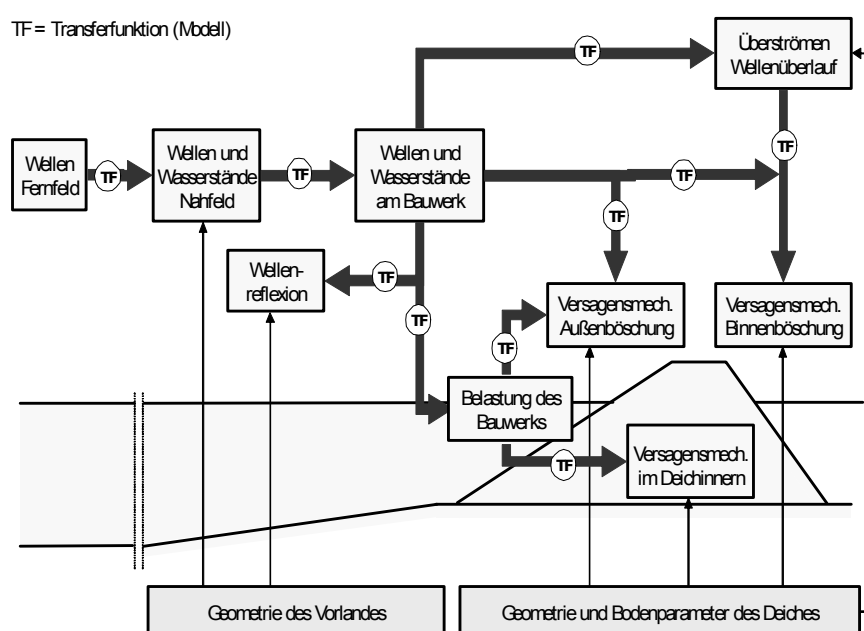 TF = Transferfunktion (Modell)
Überströmen
Wellenüberlauf
TF
TF
Wellen
Fernfeld
TF
Wellen und
Wasserstände
Nahfeld
TF
Wellen und
Wasserstände
am Bauwerk
TF
TF
Wellen-
reflexion
TF
TF
Versagensmech.
Außenböschung
Versagensmech.
Binnenböschung
TF
Belastung des
Bauwerks
TF
Versagensmech.
im Deichinnern
Geometrie des Vorlandes
Geometrie und Bodenparameter des Deiches